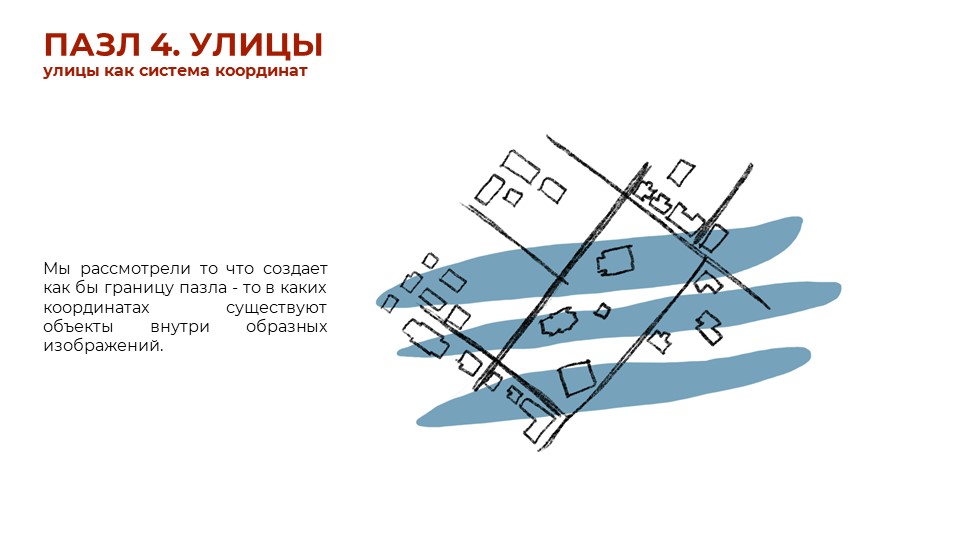 ПАЗЛ 4. УЛИЦЫ
улицы как система координат
Мы рассмотрели то что создает
как бы границу пазла - то в каких
координатах существуют
объекты внутри образных
изображений.